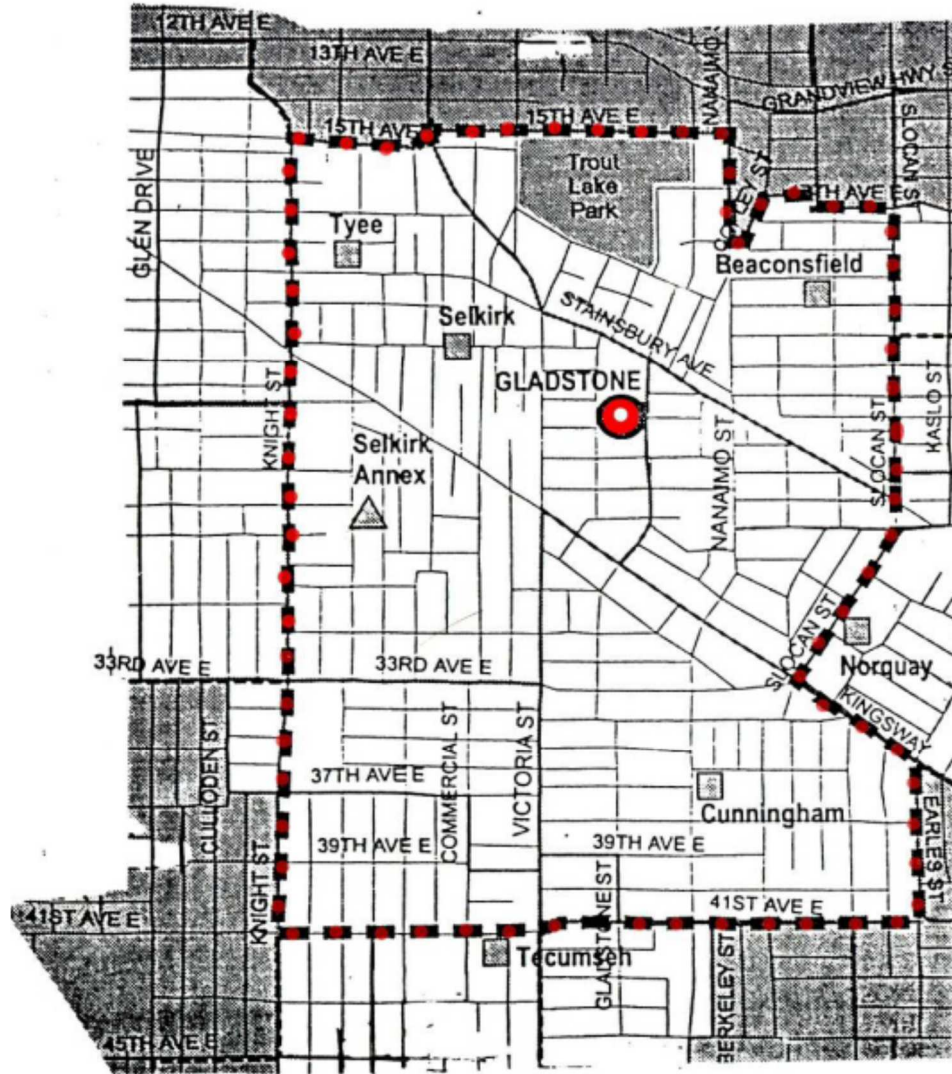 12TH AVE E
13TH AVE E
NANAIMO
GRANDVIEW HWY
SLOCAN S
15TH AVE
15TH AVE E
Trout
Lake
Park
TH AVE E
GLEN DRIVE
Tyee
Beaconsfield
Selkirk
STAINSBURY AVE
GLADSTONE
KNIGHT ST
Selkirk
Annex
NANAIMO ST
SLOCAN ST
KASLO ST
SLOCAN ST
Norquay
33RD AVE E
33RD AVE E
KINGSWAY
CULLODEN ST
COMMERCIAL ST
VICTORIA ST
37TH AVE E
Cunningham
EARLES ST
39TH AVE E
39TH AVE E
KNIGHT ST
GLADSTONE ST
41ST AVE E
41ST AVE E
Tecumseh
BERKELEY ST
45TH AVE E